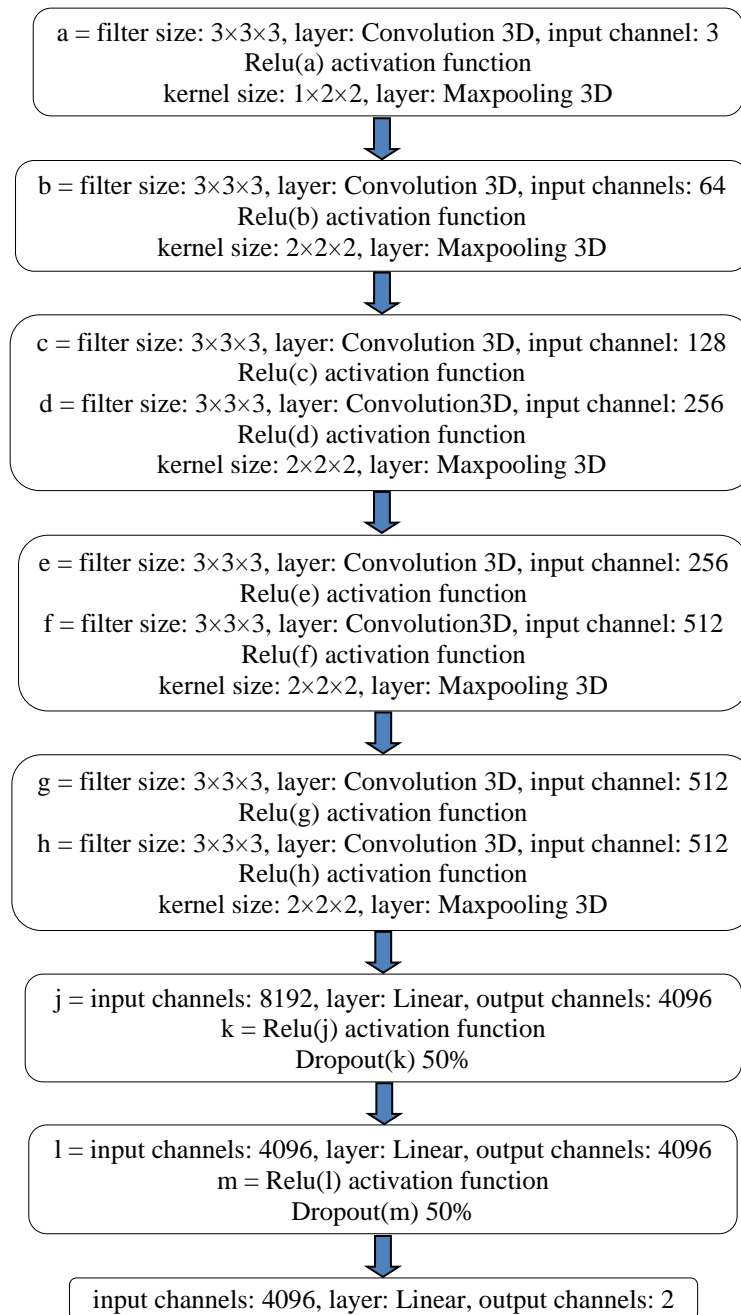 a = filter size: 3×3×3, layer: Convolution 3D, input channel: 3
Relu(a) activation function
kernel size: 1×2×2, layer: Maxpooling 3D
b = filter size: 3×3×3, layer: Convolution 3D, input channels: 64
Relu(b) activation function
kernel size: 2×2×2, layer: Maxpooling 3D
c = filter size: 3×3×3, layer: Convolution 3D, input channel: 128
Relu(c) activation function
d = filter size: 3×3×3, layer: Convolution3D, input channel: 256
Relu(d) activation function
kernel size: 2×2×2, layer: Maxpooling 3D
e = filter size: 3×3×3, layer: Convolution 3D, input channel: 256
Relu(e) activation function
f = filter size: 3×3×3, layer: Convolution3D, input channel: 512
Relu(f) activation function
kernel size: 2×2×2, layer: Maxpooling 3D
g = filter size: 3×3×3, layer: Convolution 3D, input channel: 512
Relu(g) activation function
h = filter size: 3×3×3, layer: Convolution 3D, input channel: 512
Relu(h) activation function
kernel size: 2×2×2, layer: Maxpooling 3D
j = input channels: 8192, layer: Linear, output channels: 4096
k = Relu(j) activation function
Dropout(k) 50%
l = input channels: 4096, layer: Linear, output channels: 4096
m = Relu(l) activation function
Dropout(m) 50%
input channels: 4096, layer: Linear, output channels: 2